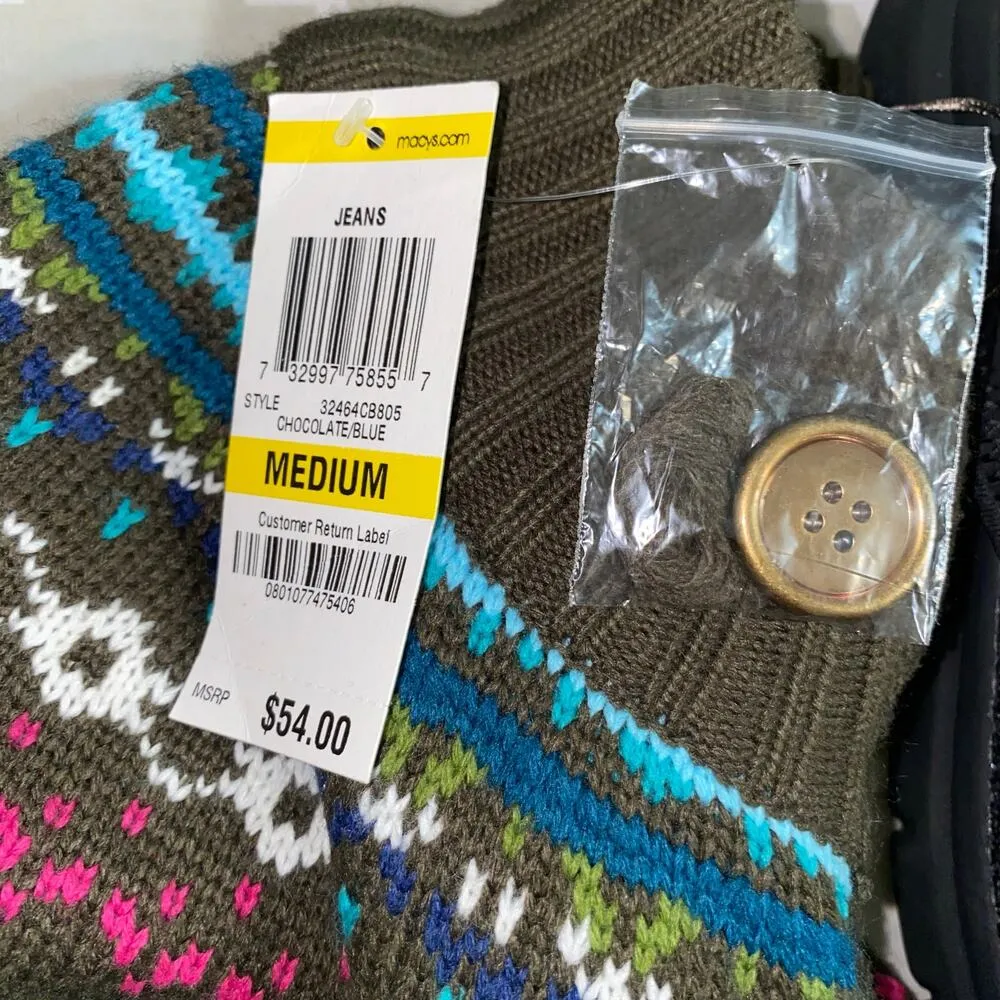 macys.com
JEANS
7 32997 75855 7
STYLE 32464CB805
CHOCOLATE/BLUE
MEDIUM
Customer Return Label
0801077475406
MSRP $54.00